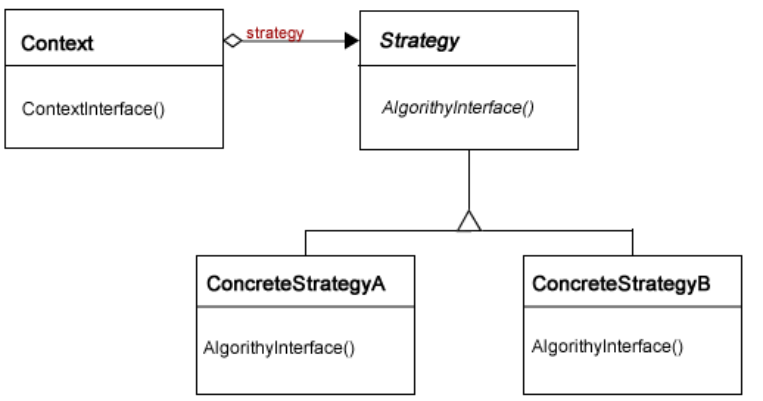 Context
strategy
Strategy
ContextInterface()
AlgorithyInterface()
ConcreteStrategyA
ConcreteStrategyB
AlgorithyInterface()
AlgorithyInterface()